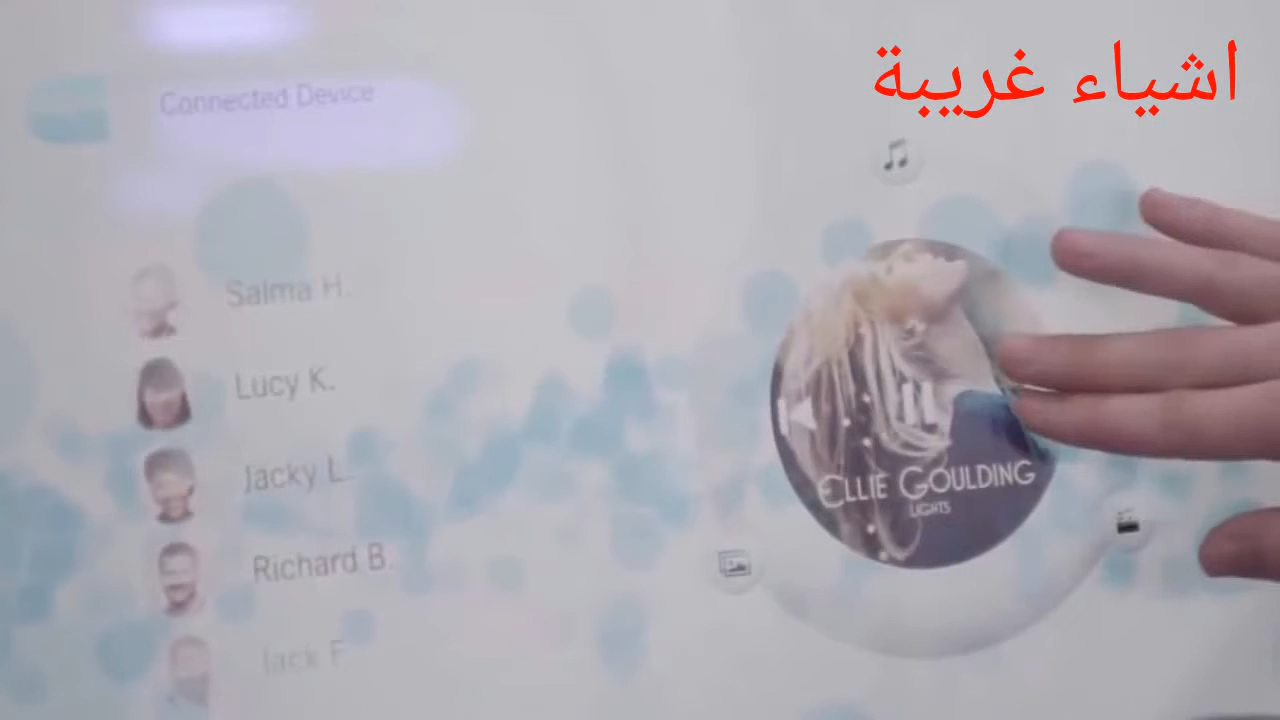 اشياء غريبة
Connected Device
Salma H.
Lucy K.
Jacky L.
Richard B.
Jack F
ELLIE GOULDING
LIGHTS